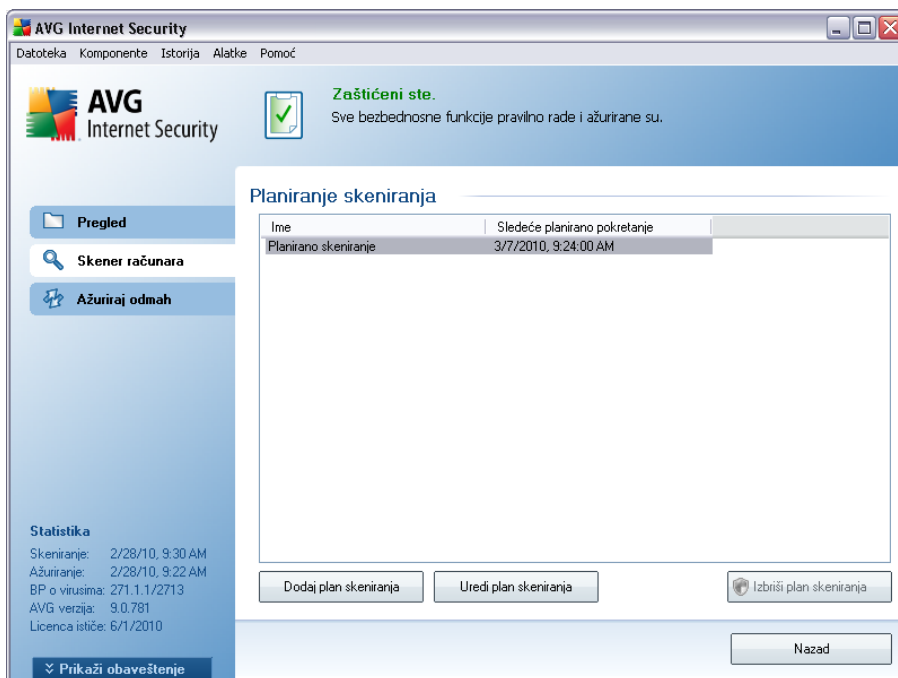 AVG Internet Security
Datoteka Komponente Istorija Alatke Pomoć
AVG
Internet Security
Zaštićeni ste.
Sve bezbednosne funkcije pravilno rade i ažurirane su.
Pregled
Skener računara
Ažuriraj odmah
Planiranje skeniranja
Ime Sledeće planirano pokretanje
Planirano skeniranje 3/7/2010, 9:24:00 AM
Statistika
Skeniranje: 2/28/10, 9:30 AM
Ažuriranje: 2/28/10, 9:22 AM
BP o virusima: 271.1.1/2713
AVG verzija: 9.0.781
Licenca ističe: 6/1/2010
Prikaži obaveštenje
Dodaj plan skeniranja Uredi plan skeniranja Izbriši plan skeniranja
Nazad